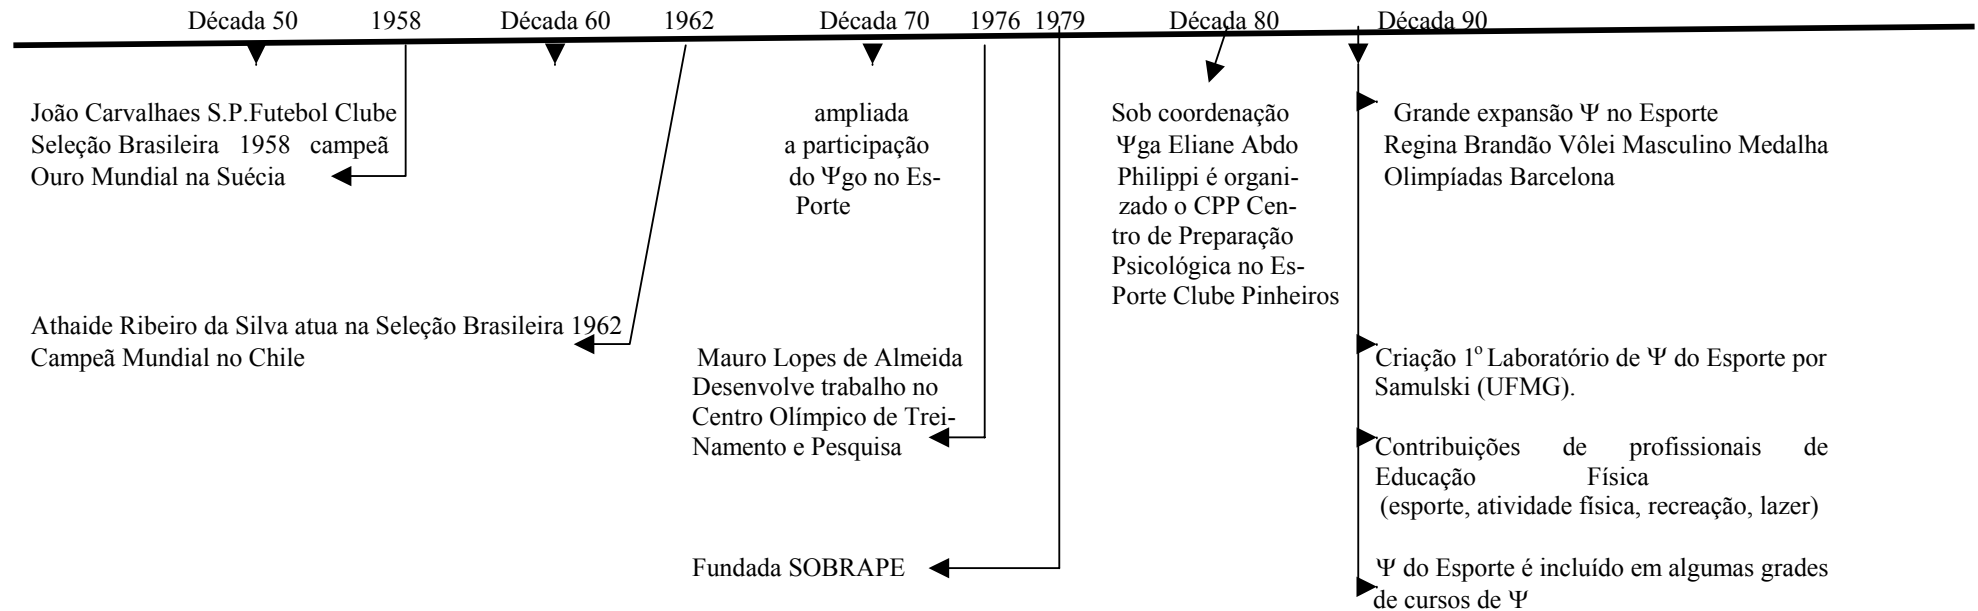 Década 50 1958 Década 60 1962 Década 70 1976 1979 Década 80 Década 90
João Carvalhaes S.P.Futebol Clube
Seleção Brasileira 1958 campeã
Ouro Mundial na Suécia
ampliada
a participação
do Ψgo no Es-
Porte
Sob coordenação
Ψga Eliane Abdo
Philippi é organi-
zado o CPP Cen-
tro de Preparação
Psicológica no Es-
Porte Clube Pinheiros
Grande expansão Ψ no Esporte
Regina Brandão Vôlei Masculino Medalha
Olimpíadas Barcelona
Athaide Ribeiro da Silva atua na Seleção Brasileira 1962
Campeã Mundial no Chile
Mauro Lopes de Almeida
Desenvolve trabalho no
Centro Olímpico de Trei-
Namento e Pesquisa
Criação 1º Laboratório de Ψ do Esporte por
Samulski (UFMG).
Contribuições de profissionais de
Educação Física
(esporte, atividade física, recreação, lazer)
Fundada SOBRAPE
Ψ do Esporte é incluído em algumas grades
de cursos de Ψ